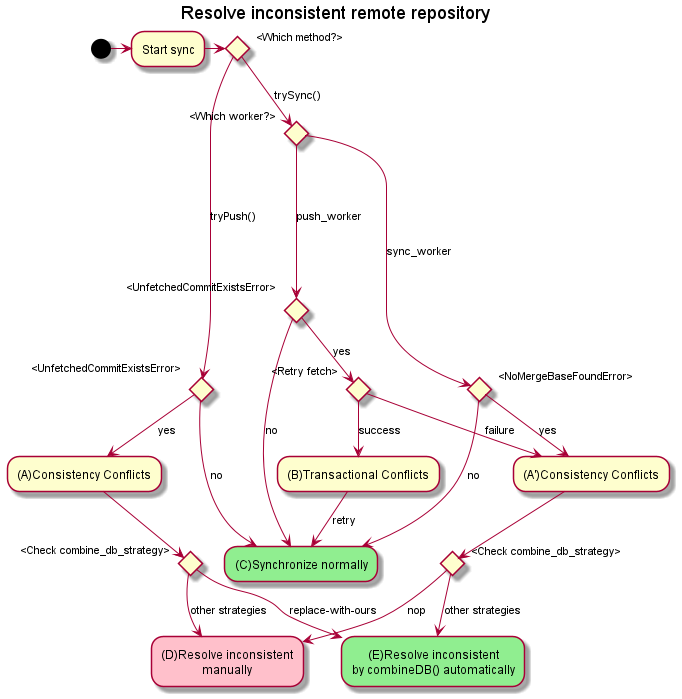 Resolve inconsistent remote repository
<Which method?>
Start sync
trySync()
<Which worker?>
tryPush()
push_worker
sync_worker
<UnfetchedCommitExistsError>
yes
<UnfetchedCommitExistsError>
<Retry fetch>
<NoMergeBaseFoundError>
yes
no
success
failure
yes
(A)Consistency Conflicts
no
(B)Transactional Conflicts
no
(A')Consistency Conflicts
retry
<Check combine_db_strategy>
(C)Synchronize normally
<Check combine_db_strategy>
other strategies
replace-with-ours
nop
other strategies
(D)Resolve inconsistent
manually
(E)Resolve inconsistent
by combineDB() automatically